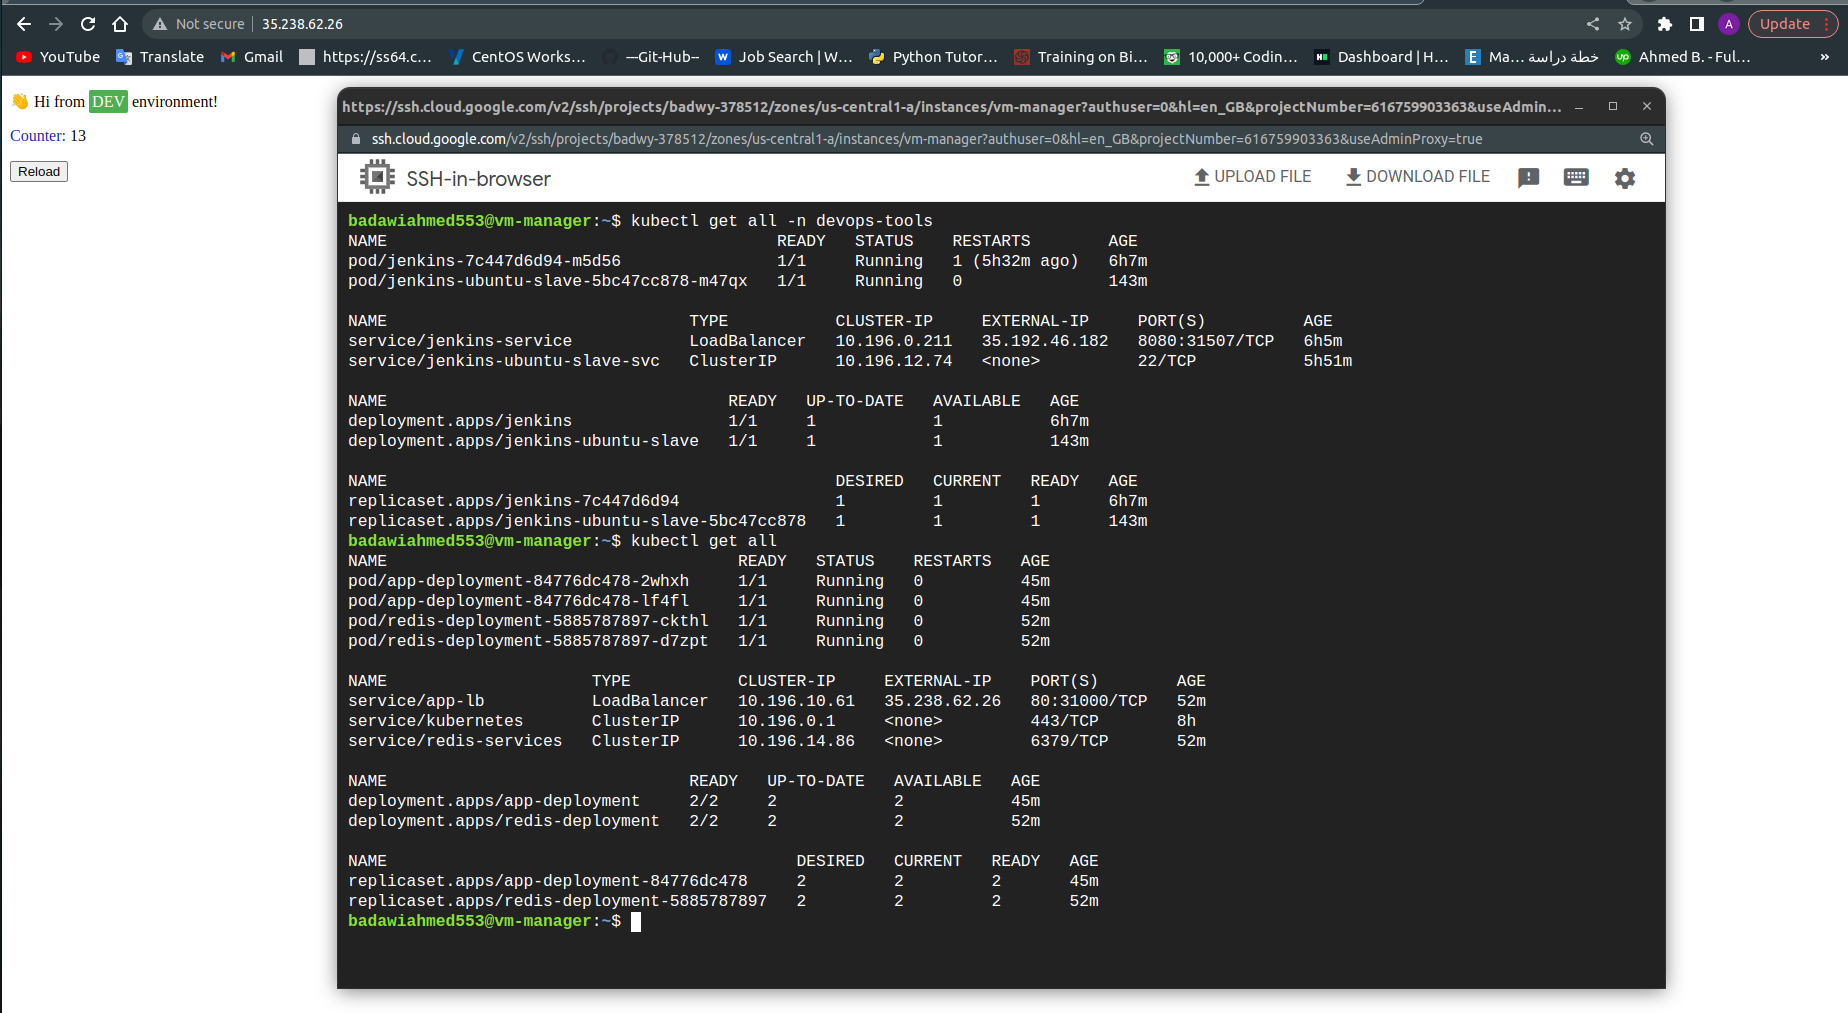 Not secure 35.238.62.26 A Update
YouTube Translate Gmail https://ss64.c... CentOS Works... ---Git-Hub-- Job Search | W... Python Tutor... Training on Bi... 10,000+ Codin... Dashboard | H... Ma... خطة دراسة Ahmed B. - Ful... »
👋 Hi from DEV environment!
Counter: 13
Reload
https://ssh.cloud.google.com/v2/ssh/projects/badwy-378512/zones/us-central1-a/instances/vm-manager?authuser=0&hl=en_GB&projectNumber=616759903363&useAdmin...
ssh.cloud.google.com/v2/ssh/projects/badwy-378512/zones/us-central1-a/instances/vm-manager?authuser=0&hl=en_GB&projectNumber=616759903363&useAdminProxy=true
SSH-in-browser UPLOAD FILE DOWNLOAD FILE
badawiahmed553@vm-manager:~$ kubectl get all -n devops-tools
NAME READY STATUS RESTARTS AGE
pod/jenkins-7c447d6d94-m5d56 1/1 Running 1 (5h32m ago) 6h7m
pod/jenkins-ubuntu-slave-5bc47cc878-m47qx 1/1 Running 0 143m
NAME TYPE CLUSTER-IP EXTERNAL-IP PORT(S) AGE
service/jenkins-service LoadBalancer 10.196.0.211 35.192.46.182 8080:31507/TCP 6h5m
service/jenkins-ubuntu-slave-svc ClusterIP 10.196.12.74 <none> 22/TCP 5h51m
NAME READY UP-TO-DATE AVAILABLE AGE
deployment.apps/jenkins 1/1 1 1 6h7m
deployment.apps/jenkins-ubuntu-slave 1/1 1 1 143m
NAME DESIRED CURRENT READY AGE
replicaset.apps/jenkins-7c447d6d94 1 1 1 6h7m
replicaset.apps/jenkins-ubuntu-slave-5bc47cc878 1 1 1 143m
badawiahmed553@vm-manager:~$ kubectl get all
NAME READY STATUS RESTARTS AGE
pod/app-deployment-84776dc478-2whxh 1/1 Running 0 45m
pod/app-deployment-84776dc478-lf4fl 1/1 Running 0 45m
pod/redis-deployment-5885787897-ckthl 1/1 Running 0 52m
pod/redis-deployment-5885787897-d7zpt 1/1 Running 0 52m
NAME TYPE CLUSTER-IP EXTERNAL-IP PORT(S) AGE
service/app-lb LoadBalancer 10.196.10.61 35.238.62.26 80:31000/TCP 52m
service/kubernetes ClusterIP 10.196.0.1 <none> 443/TCP 8h
service/redis-services ClusterIP 10.196.14.86 <none> 6379/TCP 52m
NAME READY UP-TO-DATE AVAILABLE AGE
deployment.apps/app-deployment 2/2 2 2 45m
deployment.apps/redis-deployment 2/2 2 2 52m
NAME DESIRED CURRENT READY AGE
replicaset.apps/app-deployment-84776dc478 2 2 2 45m
replicaset.apps/redis-deployment-5885787897 2 2 2 52m
badawiahmed553@vm-manager:~$